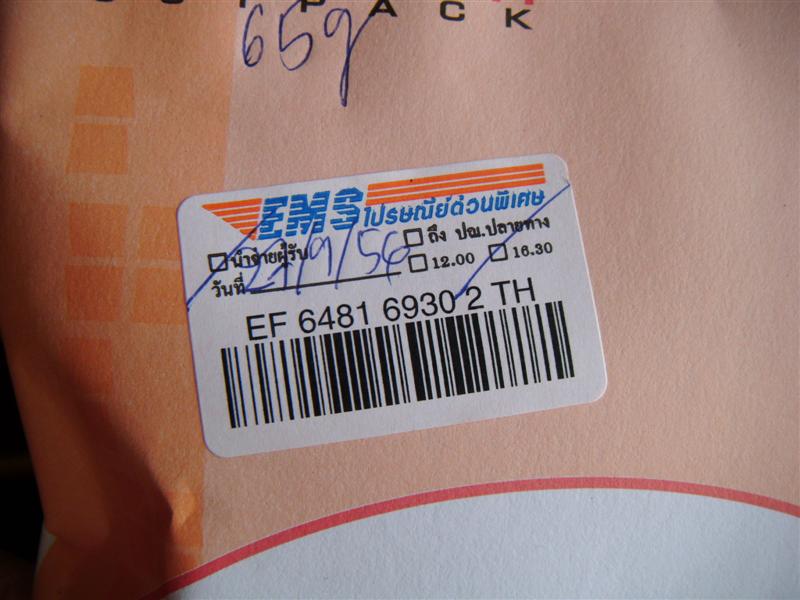 PACK
65g
EMS ไปรษณีย์ด่วนพิเศษ
นำจ่ายผู้รับ ถึง ปณ.ปลายทาง
วันที่ 27/9/56 12.00 16.30
EF 6481 6930 2 TH